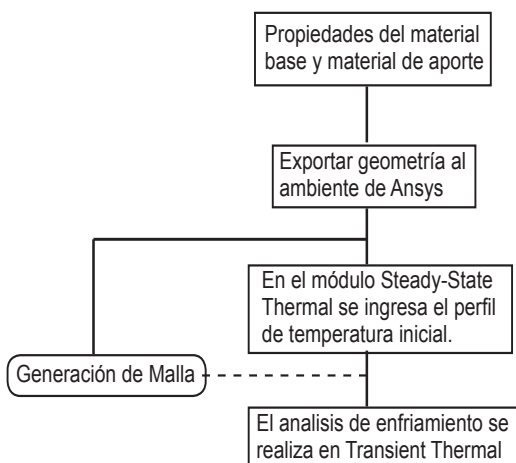 Propiedades del material
base y material de aporte
Exportar geometría al
ambiente de Ansys
En el módulo Steady-State
Thermal se ingresa el perfil
de temperatura inicial.
Generación de Malla
El analisis de enfriamiento se
realiza en Transient Thermal